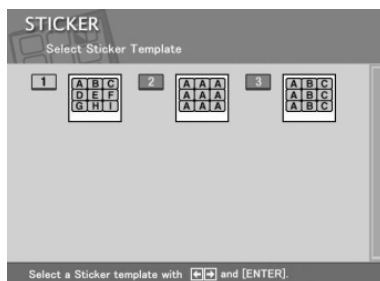 STICKER
Select Sticker Template
1 2 3
A B C A A A A B C
D E F A A A A B C
G H I A A A A B C
Select a Sticker template with and [ENTER].